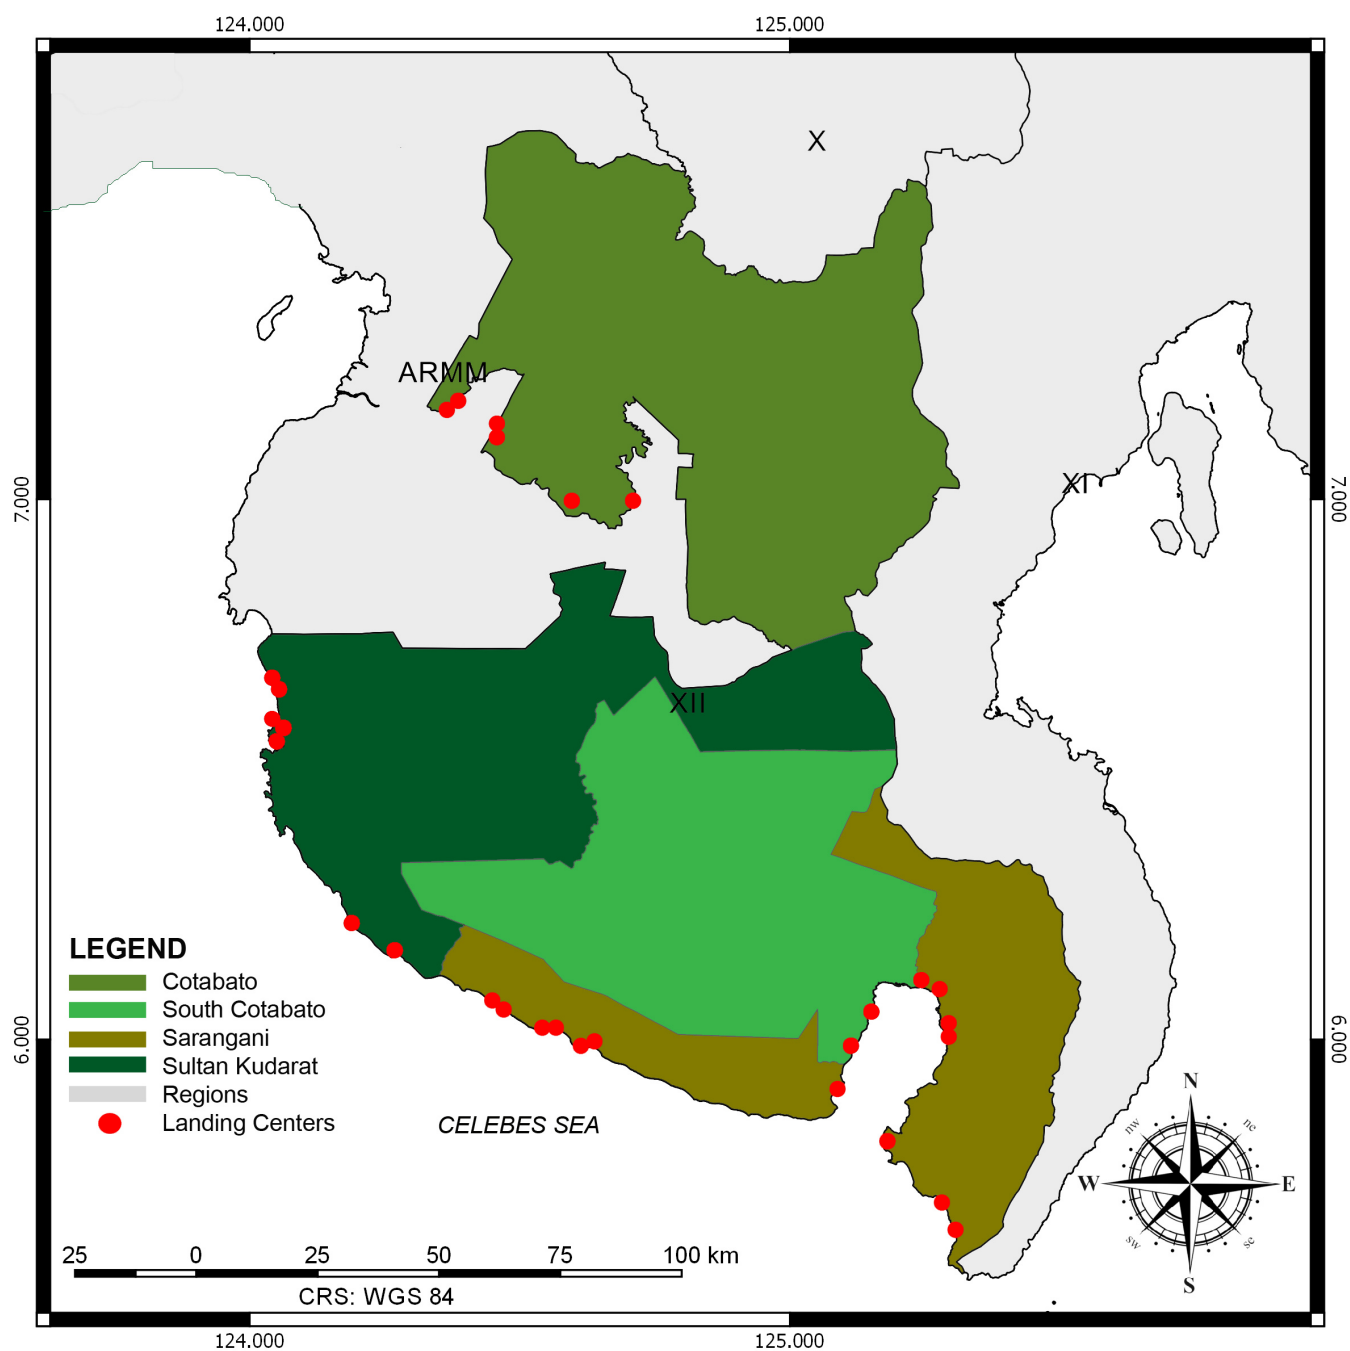 124.000 125.000
X
ARMM
7.000 XI 7.000
XII
LEGEND
Cotabato
South Cotabato
Sarangani
Sultan Kudarat
Regions
Landing Centers
6.000 6.000
CELEBES SEA
N
nw ne
W E
sw se
S
25 0 25 50 75 100 km
CRS: WGS 84
124.000 125.000